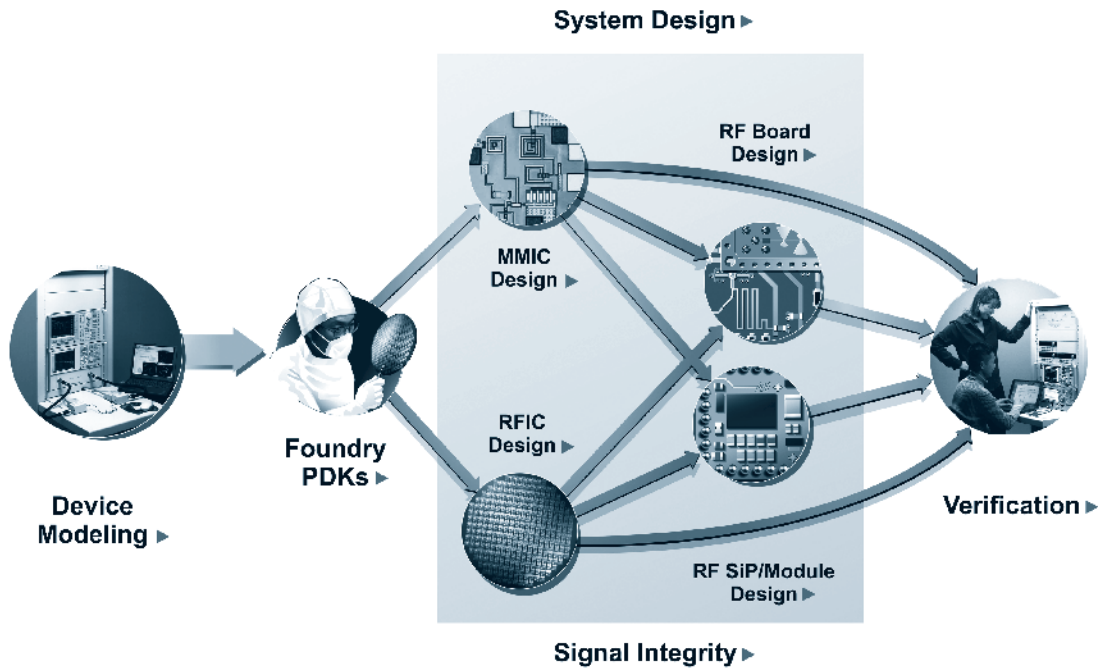 System Design
RF Board
Design
MMIC
Design
RFIC
Design
Foundry
PDKs
Device
Modeling
Verification
RF SiP/Module
Design
Signal Integrity